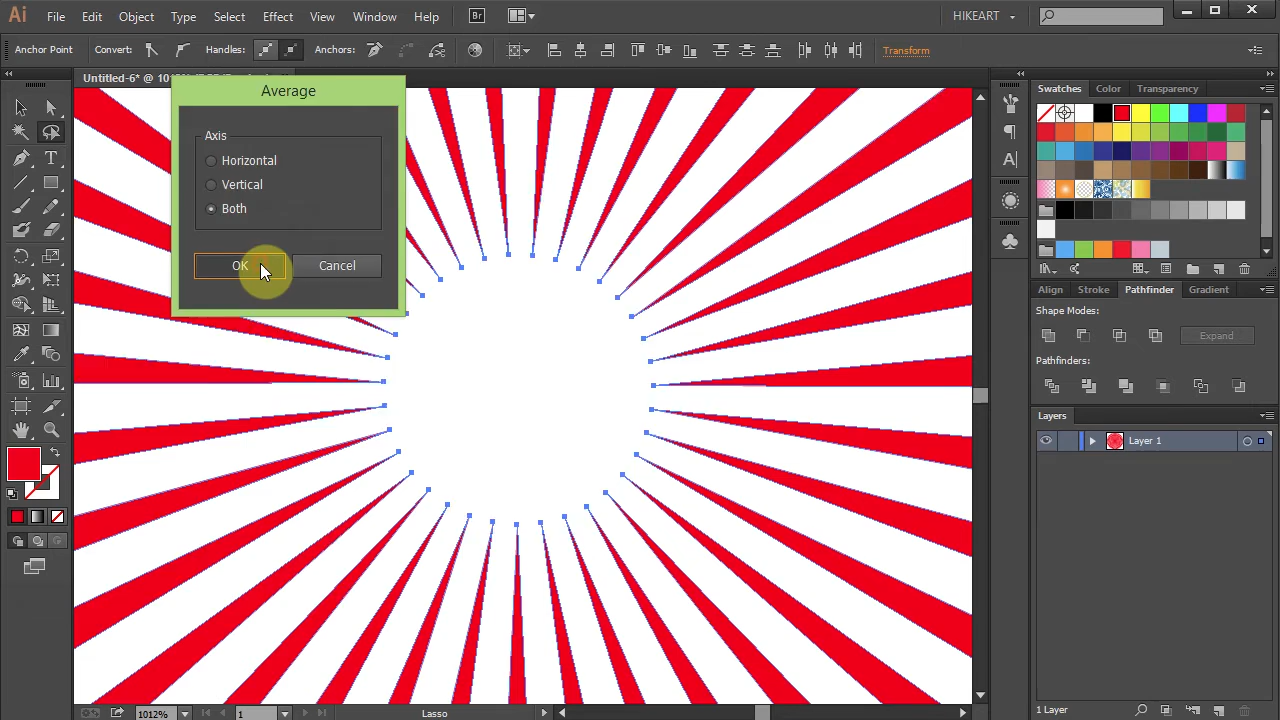 Ai File Edit Object Type Select Effect View Window Help Br HIKEART
Anchor Point Convert: Handles: Anchors: Transform
Untitled-6* @
Average
Axis
Horizontal
Vertical
Both
OK Cancel
Swatches Color Transparency
Align Stroke Pathfinder Gradient
Shape Modes:
Expand
Pathfinders:
Layers
Layer 1
1 Layer
1012% 1 Lasso